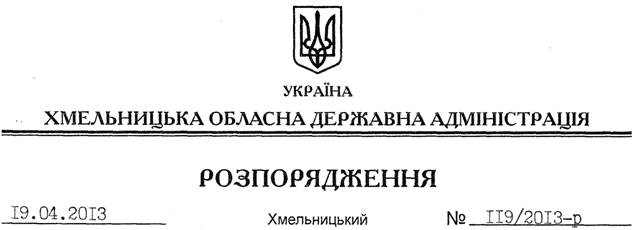 УКРАЇНА
ХМЕЛЬНИЦЬКА ОБЛАСНА ДЕРЖАВНА АДМІНІСТРАЦІЯ
РОЗПОРЯДЖЕННЯ
19.04.2013 Хмельницький № 119/2013-р